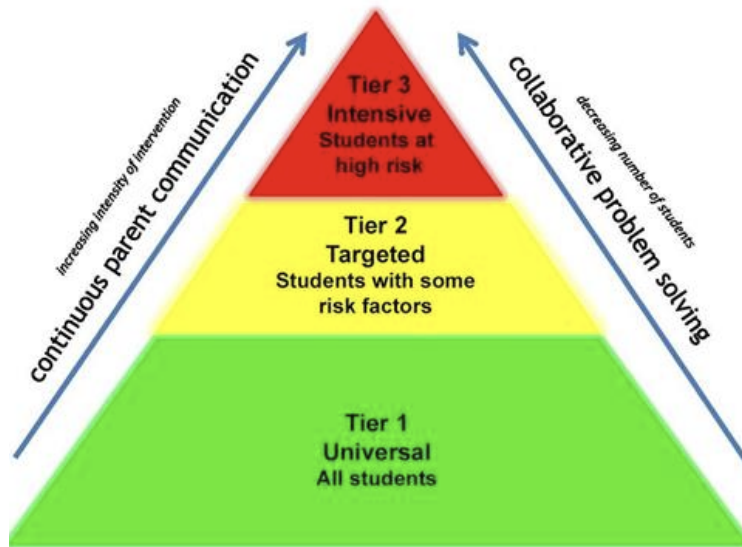 Tier 3
Intensive
Students at
high risk
Tier 2
Targeted
Students with some
risk factors
Tier 1
Universal
All students
increasing intensity of intervention
continuous parent communication
decreasing number of students
collaborative problem solving